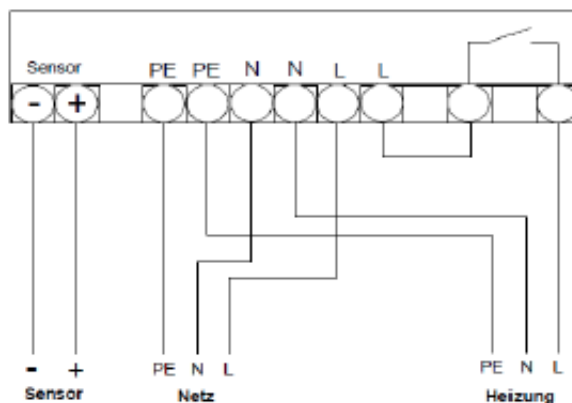 Sensor PE PE N N L L
- +
- + PE N L PE N L
Sensor Netz Heizung